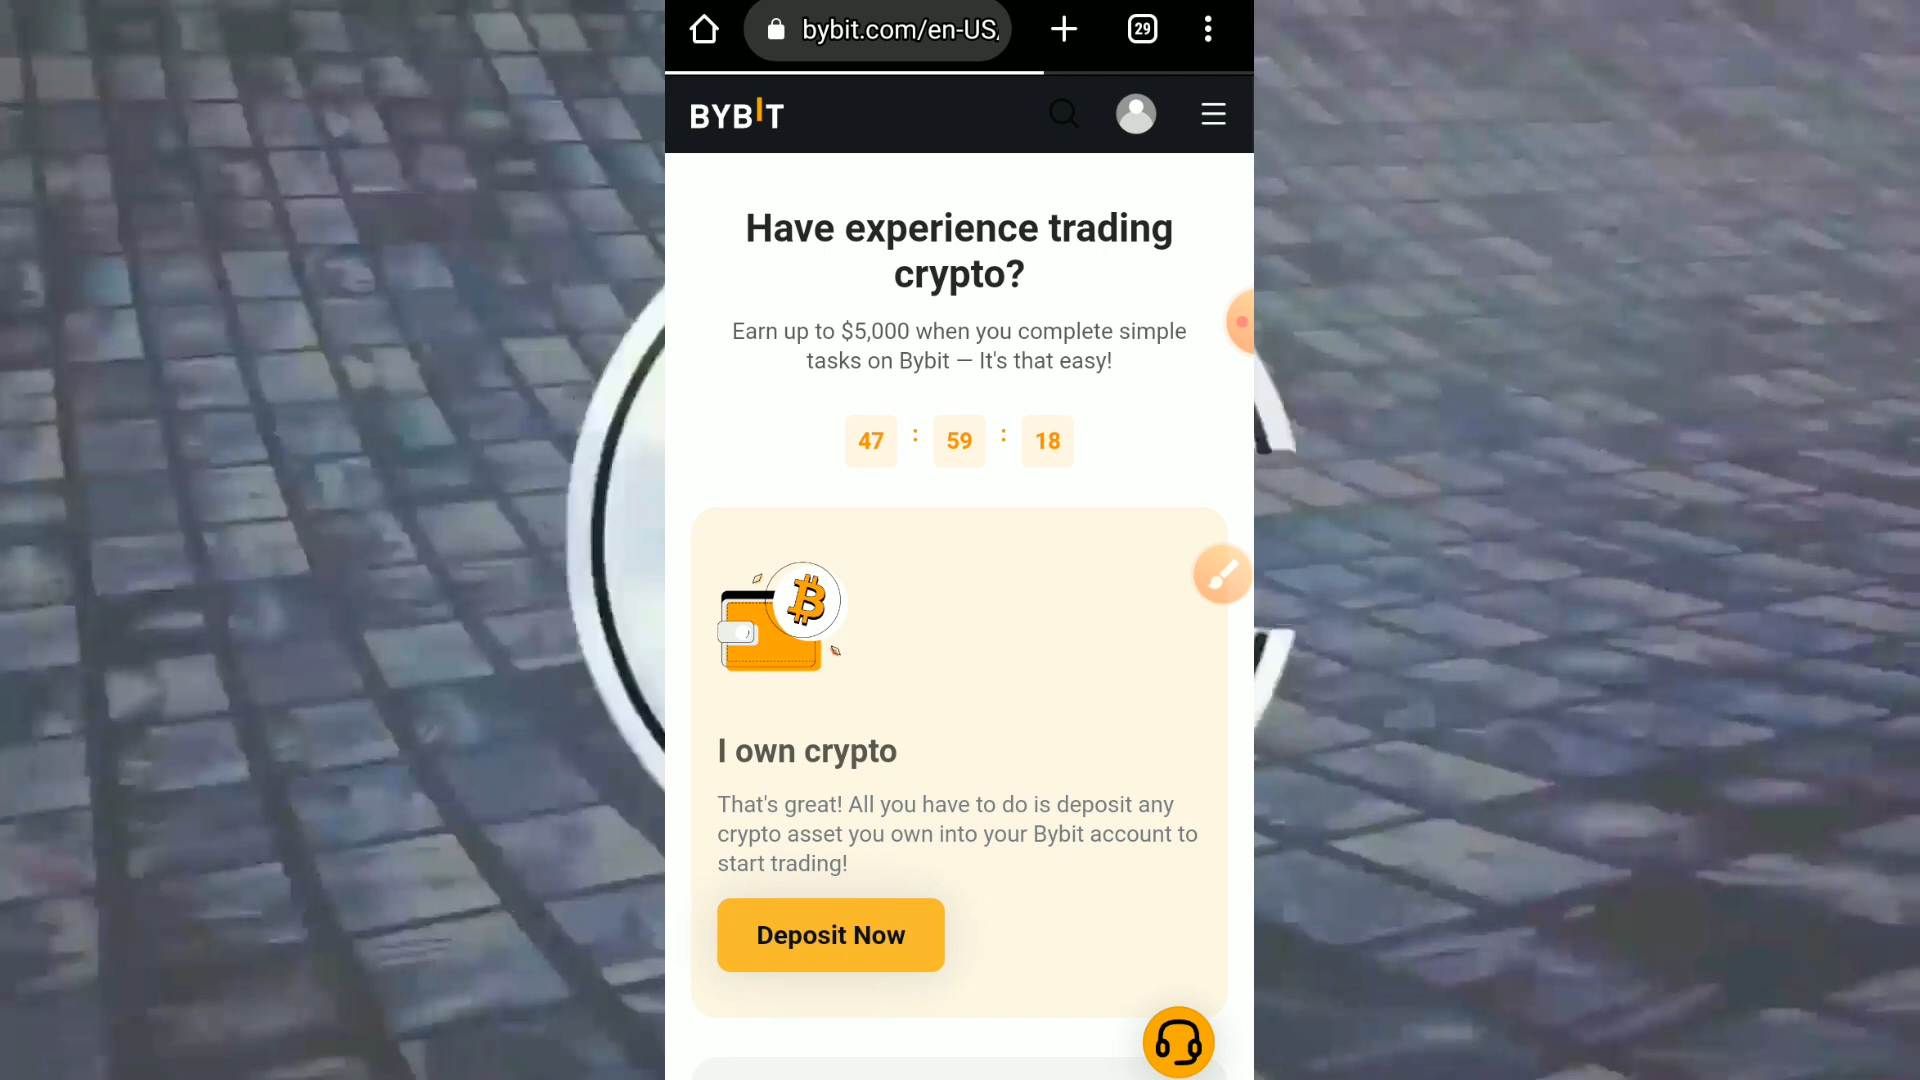 bybit.com/en-US
29
BYBIT
Have experience trading
crypto?
Earn up to $5,000 when you complete simple
tasks on Bybit — It's that easy!
47 : 59 : 18
I own crypto
That's great! All you have to do is deposit any
crypto asset you own into your Bybit account to
start trading!
Deposit Now